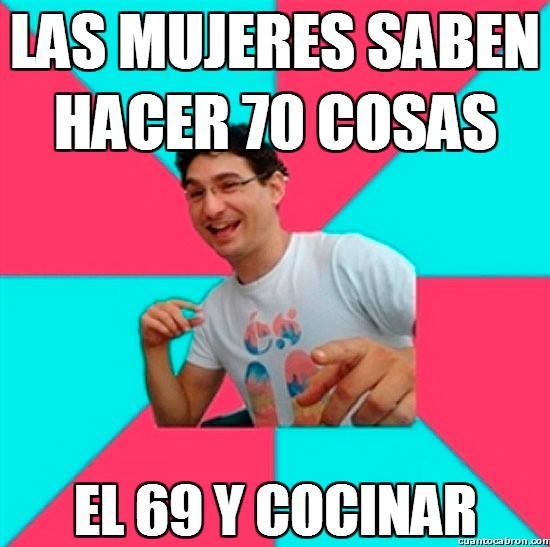 LAS MUJERES SABEN
HACER 70 COSAS
EL 69 Y COCINAR
cuantocabron.com